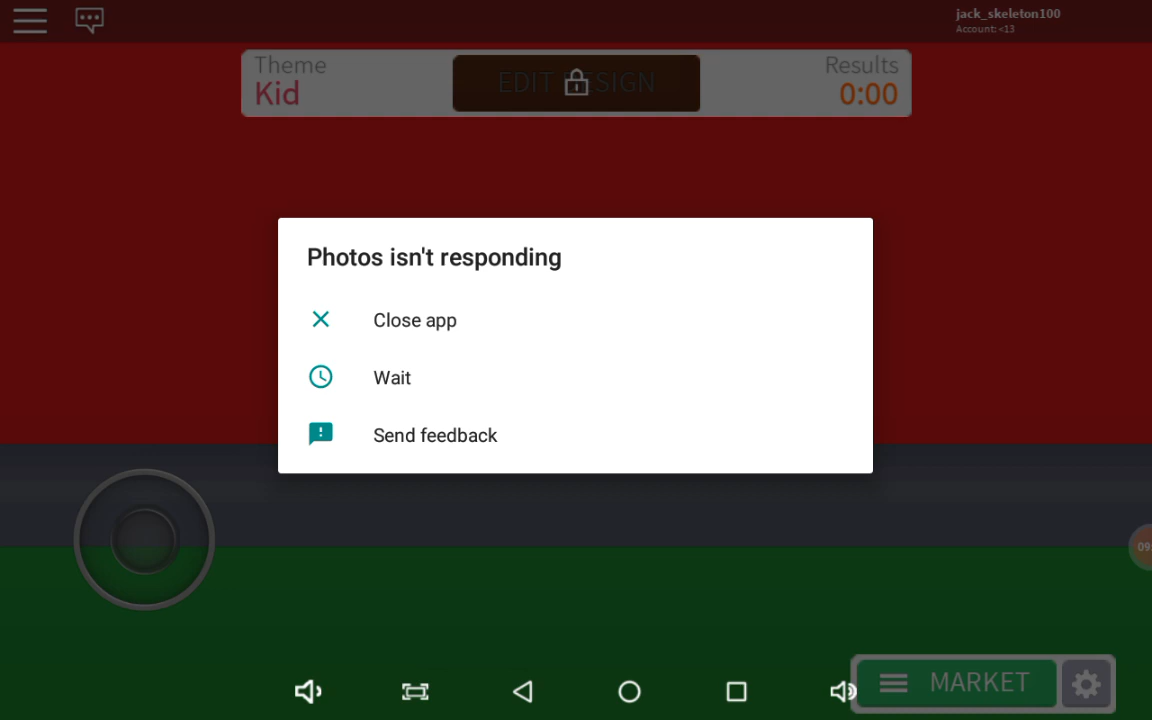 jack_skeleton100
Account: <13
Theme
Kid
EDIT DESIGN
Results
0:00
Photos isn't responding
Close app
Wait
Send feedback
09:
MARKET